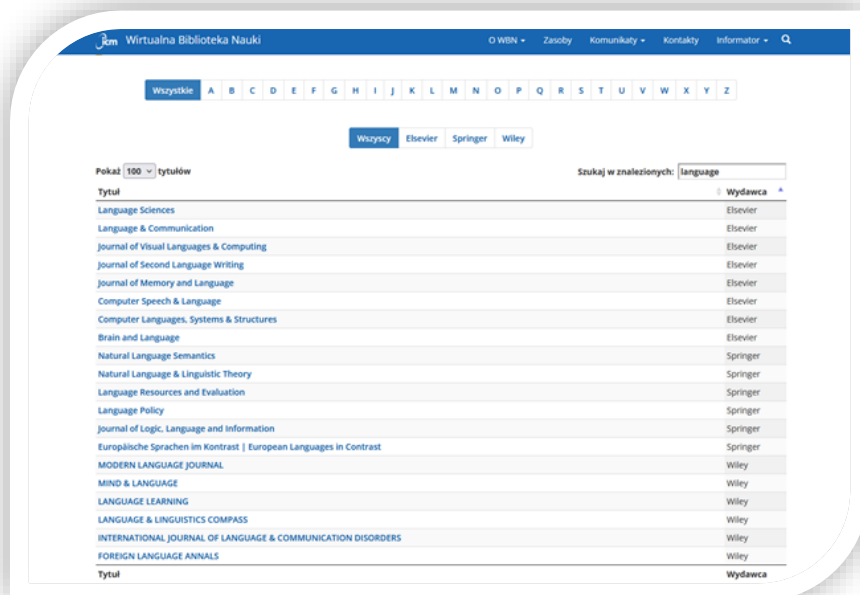 icm Wirtualna Biblioteka Nauki O WBN Zasoby Komunikaty Kontakty Informator
Wszystkie A B C D E F G H I J K L M N O P Q R S T U V W X Y Z
Wszyscy Elsevier Springer Wiley
Pokaż 100 tytułów Szukaj w znalezionych: language
Tytuł Wydawca
Language Sciences Elsevier
Language & Communication Elsevier
Journal of Visual Languages & Computing Elsevier
Journal of Second Language Writing Elsevier
Journal of Memory and Language Elsevier
Computer Speech & Language Elsevier
Computer Languages, Systems & Structures Elsevier
Brain and Language Elsevier
Natural Language Semantics Springer
Natural Language & Linguistic Theory Springer
Language Resources and Evaluation Springer
Language Policy Springer
Journal of Logic, Language and Information Springer
Europäische Sprachen im Kontrast | European Languages in Contrast Springer
MODERN LANGUAGE JOURNAL Wiley
MIND & LANGUAGE Wiley
LANGUAGE LEARNING Wiley
LANGUAGE & LINGUISTICS COMPASS Wiley
INTERNATIONAL JOURNAL OF LANGUAGE & COMMUNICATION DISORDERS Wiley
FOREIGN LANGUAGE ANNALS Wiley
Tytuł Wydawca